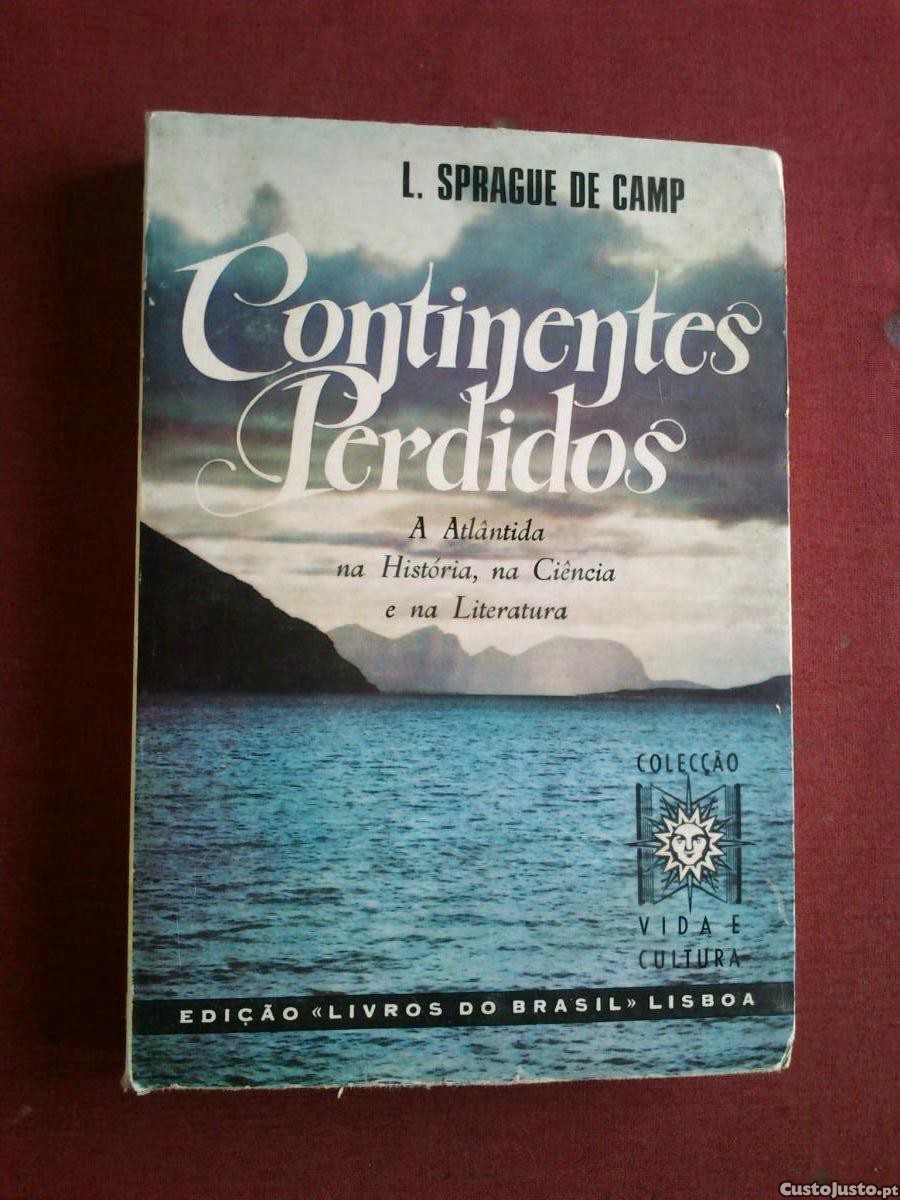 L. SPRAGUE DE CAMP
Continentes
Perdidos
A Atlântida
na História, na Ciência
e na Literatura
COLECÇÃO
VIDA E
CULTURA
EDIÇÃO «LIVROS DO BRASIL» LISBOA
CustoJusto.pt